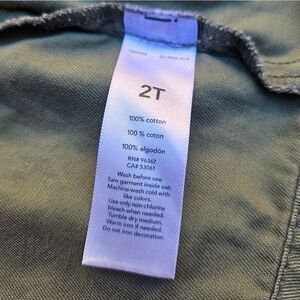 2T
100% cotton
100 % coton
100% algodón
RN# 96367
CA# 53061
Wash before use.
Turn garment inside out.
Machine wash cold with
like colors.
Use only non-chlorine
bleach when needed.
Tumble dry medium.
Warm iron if needed.
Do not iron decoration.